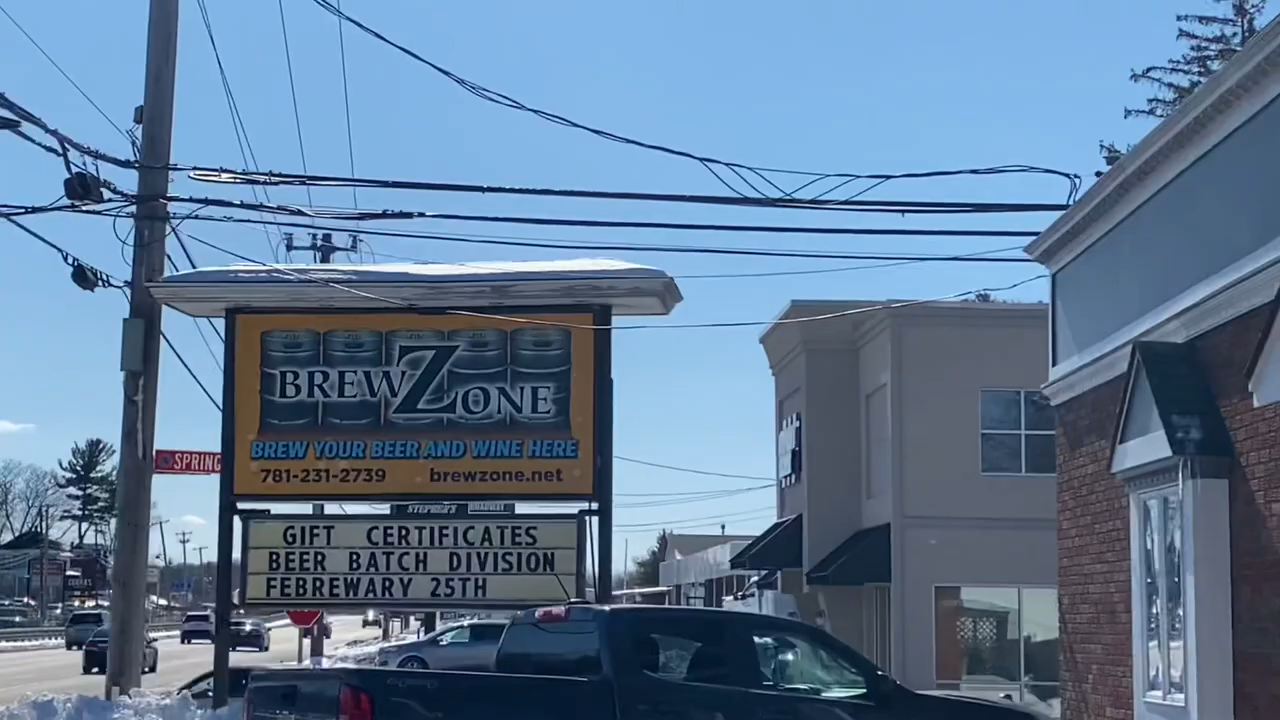 BREWZONE
BREW YOUR BEER AND WINE HERE
781-231-2739 brewzone.net
SPRING
STEPHEN'S
GIFT CERTIFICATES
BEER BATCH DIVISION
FEBREWARY 25TH